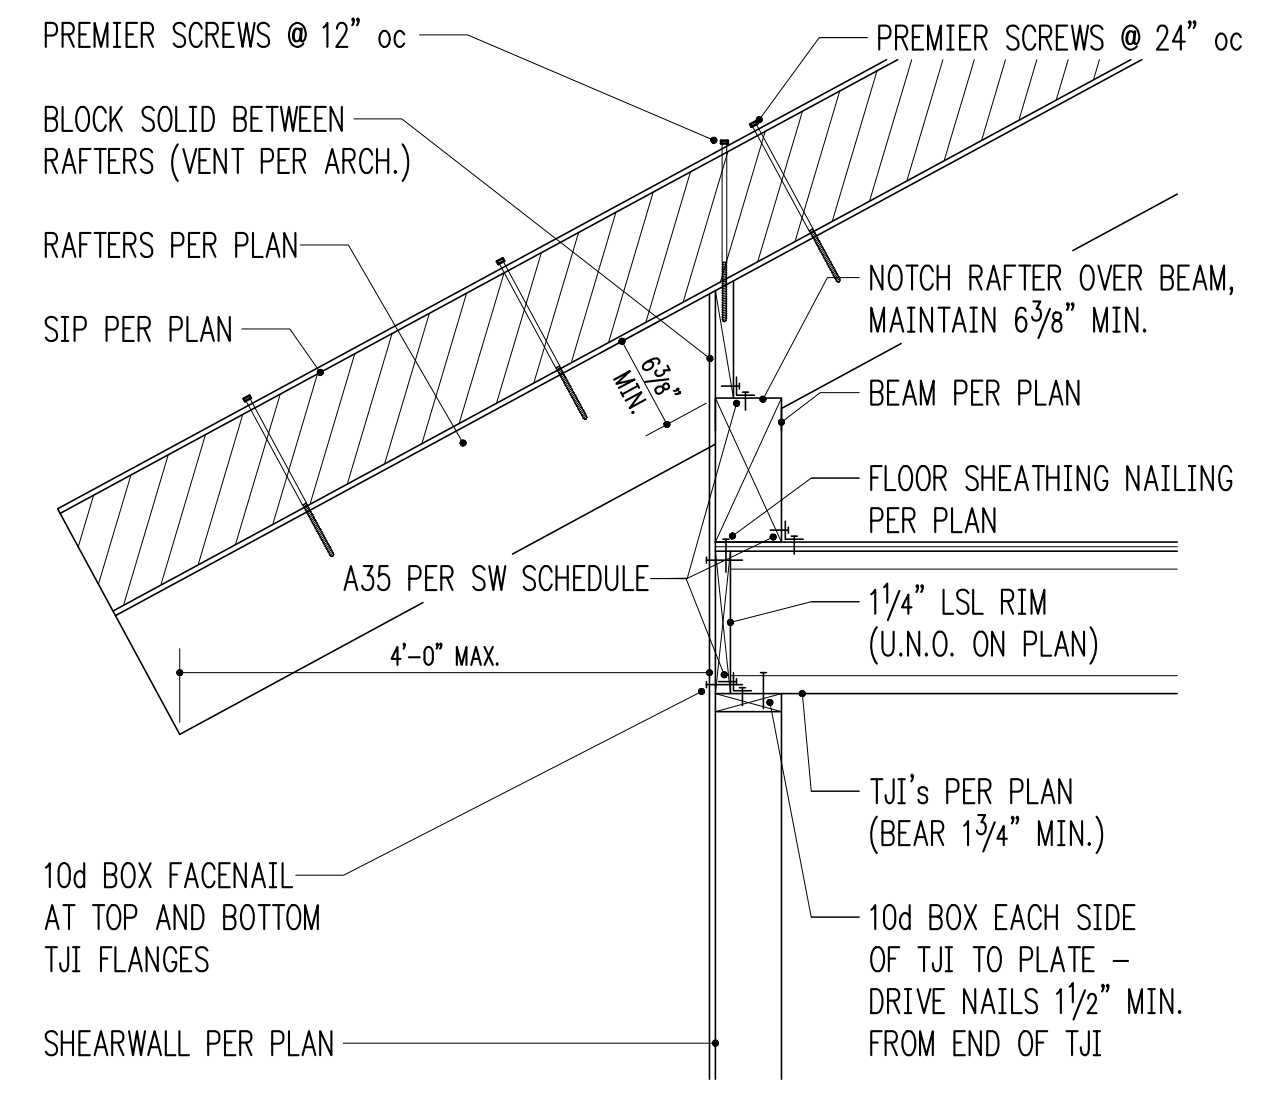 PREMIER SCREWS @ 12" oc
PREMIER SCREWS @ 24" oc
BLOCK SOLID BETWEEN
RAFTERS (VENT PER ARCH.)
RAFTERS PER PLAN
SIP PER PLAN
NOTCH RAFTER OVER BEAM,
MAINTAIN 6 3/8" MIN.
6 3/8"
MIN.
BEAM PER PLAN
FLOOR SHEATHING NAILING
PER PLAN
A35 PER SW SCHEDULE
1 1/4" LSL RIM
(U.N.O. ON PLAN)
4'-0" MAX.
TJI's PER PLAN
(BEAR 1 3/4" MIN.)
10d BOX FACENAIL
AT TOP AND BOTTOM
TJI FLANGES
10d BOX EACH SIDE
OF TJI TO PLATE –
DRIVE NAILS 1 1/2" MIN.
FROM END OF TJI
SHEARWALL PER PLAN